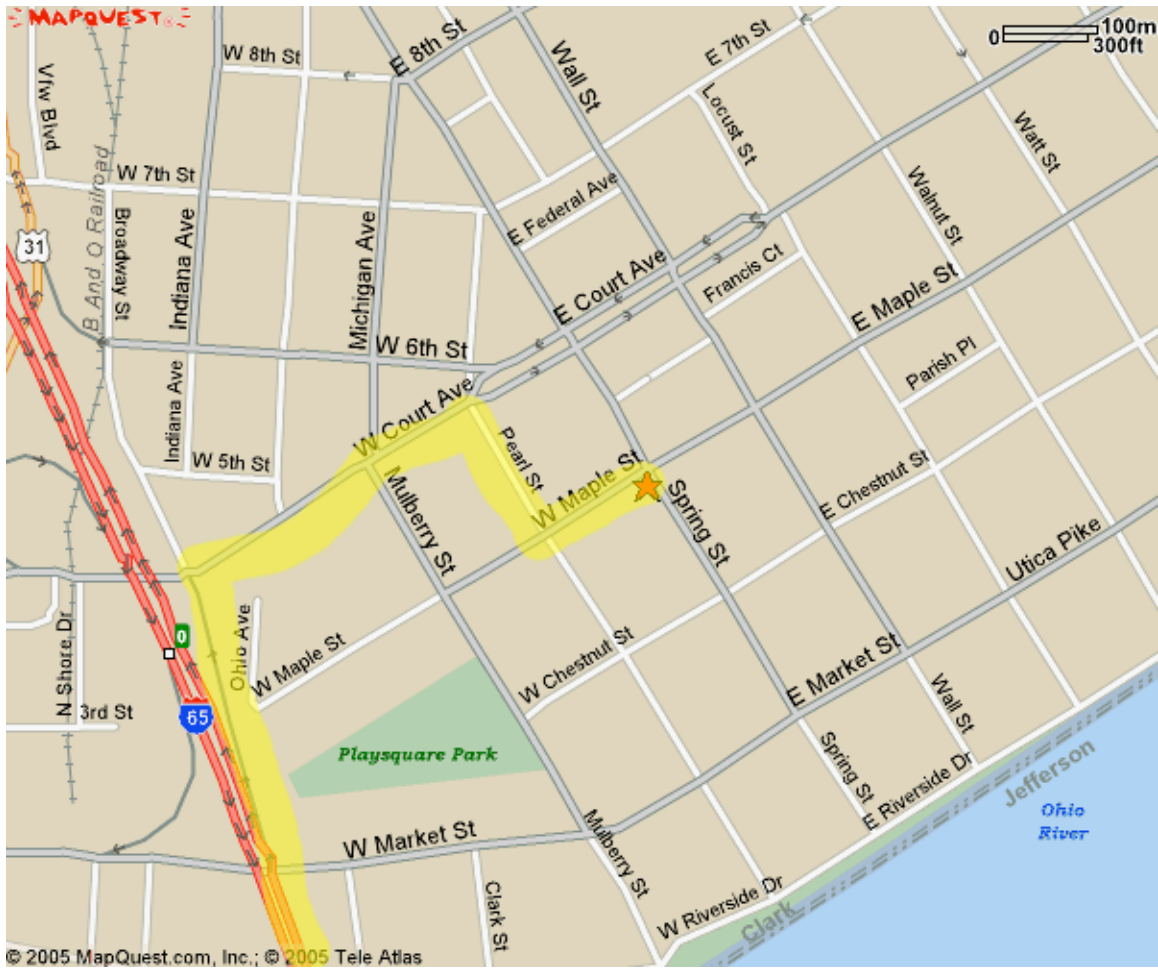 MAPQUEST
100m
0
300ft
W 8th St
E 8th St
Wall St
E 7th St
Vfw Blvd
Locust St
Watt St
B And O Railroad
W 7th St
31
Broadway St
Indiana Ave
Michigan Ave
E Federal Ave
Walnut St
E Court Ave
Francis Ct
E Maple St
W 6th St
Parish Pl
Indiana Ave
W Court Ave
W 5th St
Pearl St
W Maple St
Mulberry St
Spring St
E Chestnut St
Utica Pike
0
N Shore Dr
Ohio Ave
W Maple St
W Chestnut St
E Market St
3rd St
65
Wall St
Playsquare Park
Spring St
E Riverside Dr
Jefferson
Ohio
River
W Market St
Mulberry St
Clark St
W Riverside Dr
Clark
© 2005 MapQuest.com, Inc.; © 2005 Tele Atlas